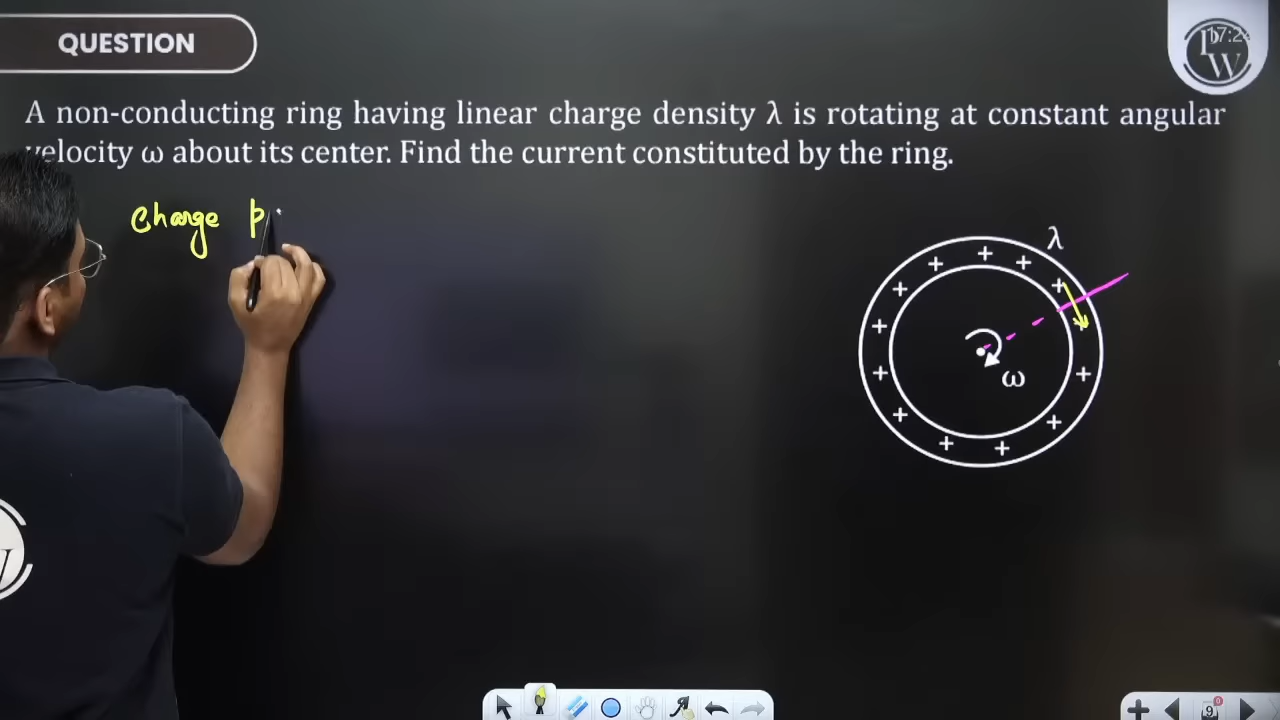 QUESTION
A non-conducting ring having linear charge density λ is rotating at constant angular
velocity ω about its center. Find the current constituted by the ring.
Charge p
λ
+ + + + + + + + + + + + + +
ω
W
9